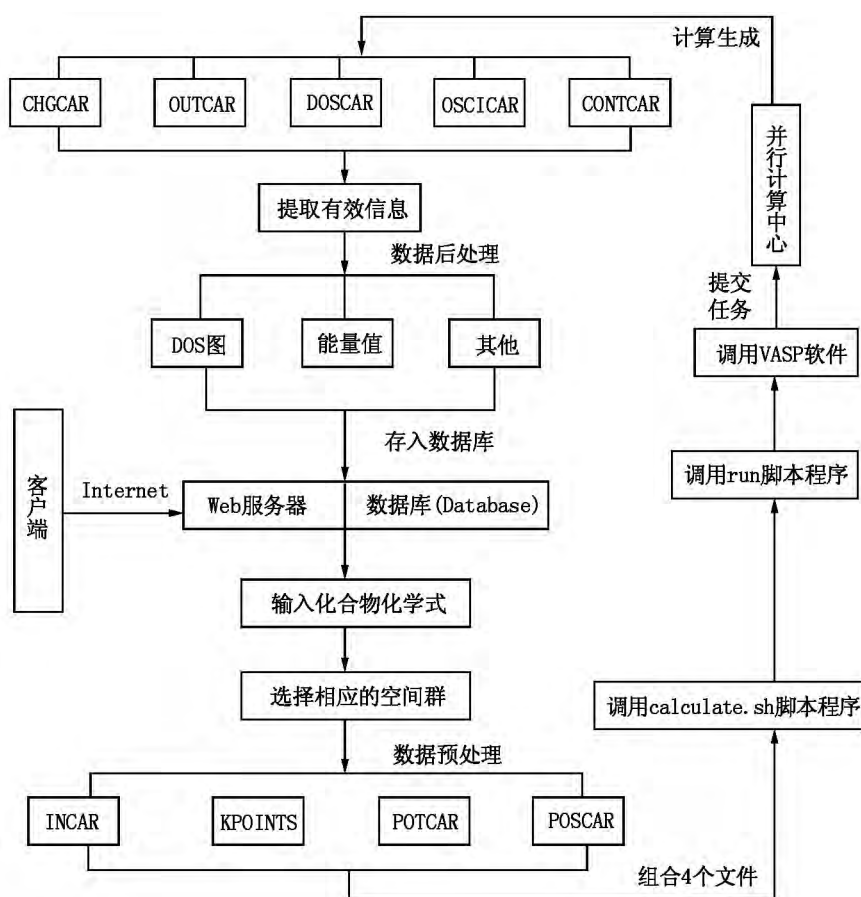 计算生成
CHGCAR
OUTCAR
DOSCAR
OSCICAR
CONTCAR
并行计算中心
提取有效信息
数据后处理
提交
任务
DOS图
能量值
其他
调用VASP软件
存入数据库
客户端
Internet
Web服务器
数据库(Database)
调用run脚本程序
输入化合物化学式
选择相应的空间群
调用calculate.sh脚本程序
数据预处理
INCAR
KPOINTS
POTCAR
POSCAR
组合4个文件